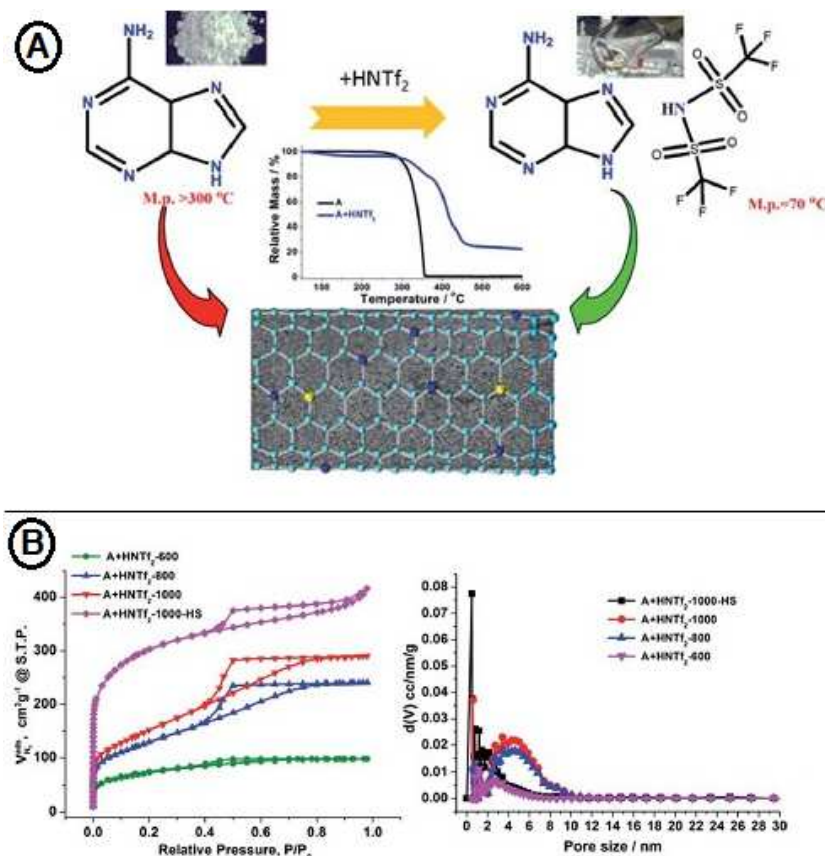 A
NH₂
N
N
N
N
H
M.p. >300 °C
+HNTf₂
NH₂
N
N
N
N
H
HN
S
O
O
F
F
F
O
S
O
F
F
F
M.p.=70 °C
Relative Mass / %
100
80
60
40
20
0
A
A+HNTf₂
100 200 300 400 500 600
Temperature / °C
B
A+HNTf₂-600
A+HNTf₂-800
A+HNTf₂-1000
A+HNTf₂-1000-HS
400
300
200
100
0
cm³g⁻¹ @ S.T.P.
0.0 0.2 0.4 0.6 0.8 1.0
Relative Pressure, P/P₀
d(V) cc/nm/g
0.08
0.07
0.06
0.05
0.04
0.03
0.02
0.01
0.00
A+HNTf₂-1000-HS
A+HNTf₂-1000
A+HNTf₂-800
A+HNTf₂-600
0 2 4 6 8 10 12 14 16 18 20 22 24 26 28 30
Pore size / nm